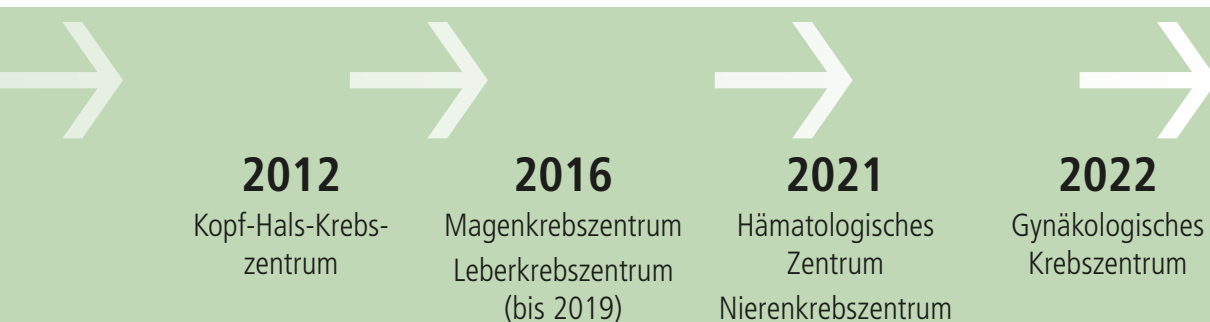 2012
Kopf-Hals-Krebs-
zentrum
2016
Magenkrebszentrum
Leberkrebszentrum
(bis 2019)
2021
Hämatologisches
Zentrum
Nierenkrebszentrum
2022
Gynäkologisches
Krebszentrum